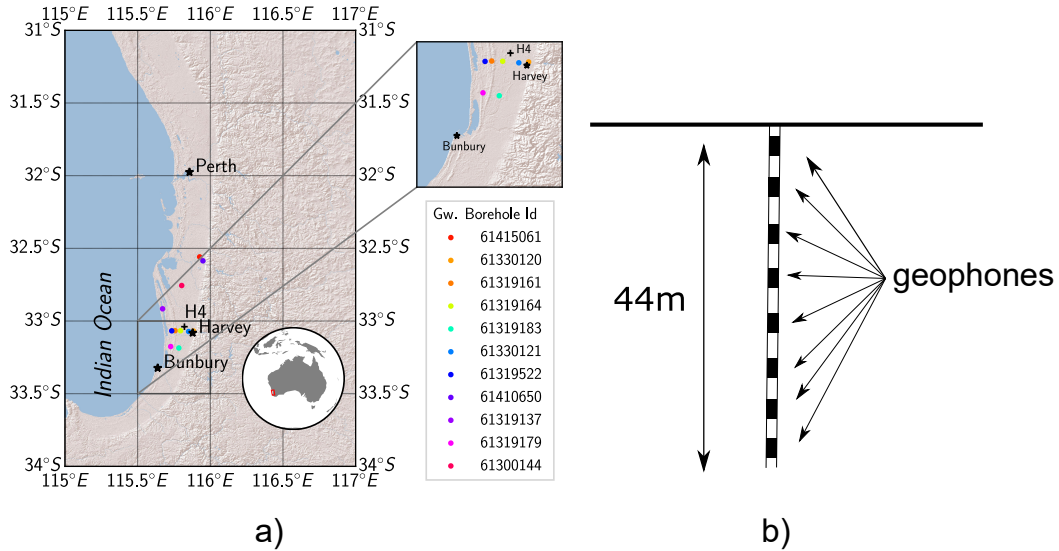 115°E 115.5°E 116°E 116.5°E 117°E
31°S
31.5°S
32°S
32.5°S
33°S
33.5°S
34°S
115°E 115.5°E 116°E 116.5°E 117°E
31°S
31.5°S
32°S
32.5°S
33°S
33.5°S
34°S
Indian Ocean
Perth
H4
Harvey
Bunbury
H4
Harvey
Bunbury
Gw. Borehole Id
61415061
61330120
61319161
61319164
61319183
61330121
61319522
61410650
61319137
61319179
61300144
a)
44m
geophones
b)